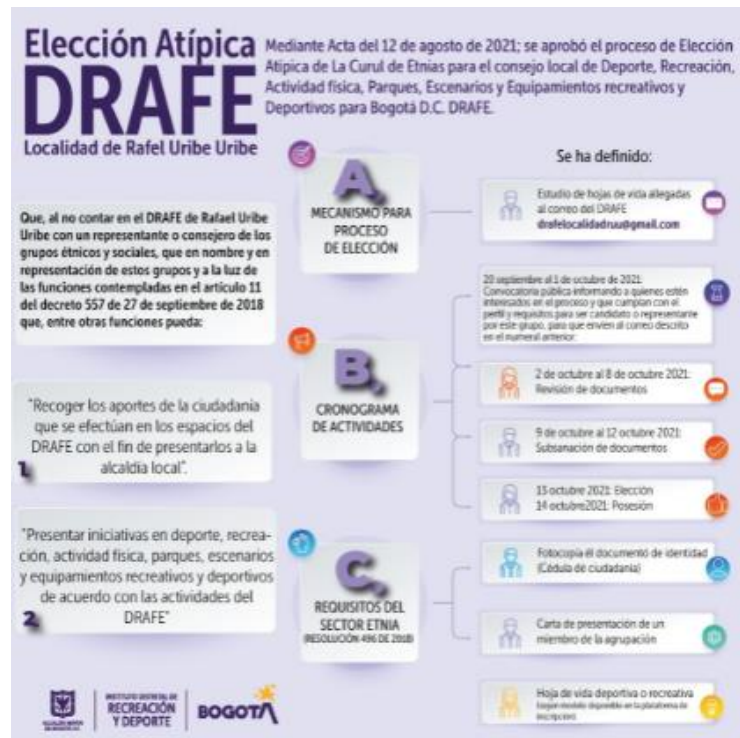 Elección Atípica
DRAFE
Localidad de Rafel Uribe Uribe
Mediante Acta del 12 de agosto de 2021; se aprobó el proceso de Elección
Atipica de La Curul de Etnias para el consejo local de Deporte, Recreación,
Actividad física, Parques, Escenarios y Equipamientos recreativos y
Deportivos para Bogotá D.C. DRAFE.
Que, al no contar en el DRAFE de Rafael Uribe
Uribe con un representante o consejero de los
grupos étnicos y sociales, que en nombre y en
representación de estos grupos y a la luz de
las funciones contempladas en el artículo 11
del decreto 557 de 27 de septiembre de 2018
que, entre otras funciones pueda:
"Recoger los aportes de la ciudadanía
que se efectúan en los espacios del
DRAFE con el fin de presentarlos a la
alcaldía local".
1.
"Presentar iniciativas en deporte, recrea-
ción, actividad física, parques, escenarios
y equipamientos recreativos y deportivos
de acuerdo con las actividades del
DRAFE"
2.
A.
MECANISMO PARA
PROCESO
DE ELECCIÓN
Se ha definido:
Estudio de hojas de vida allegadas
al correo del DRAFE
drafelocalidadruu@gmail.com
B.
CRONOGRAMA
DE ACTIVIDADES
20 septiembre al 1 de octubre de 2021:
Convocatoria pública informando a quienes estén
interesados en el proceso y que cumplan con el
perfil y requisitos para ser candidato o representante
por este grupo, para que envíen al correo descrito
en el numeral anterior:
2 de octubre al 8 de octubre 2021:
Revisión de documentos
9 de octubre al 12 octubre 2021:
Subsanación de documentos
13 octubre 2021: Elección
14 octubre2021: Posesión
C.
REQUISITOS DEL
SECTOR ETNIA
(RESOLUCIÓN 496 DE 2018)
Fotocopia él documento de identidad
(Cédula de ciudadanía)
Carta de presentación de un
miembro de la agrupación
Hoja de vida deportiva o recreativa
(según modelo disponible en la plataforma de
inscripción)
ALCALDÍA MAYOR
DE BOGOTÁ D.C.
INSTITUTO DISTRITAL DE
RECREACIÓN
Y DEPORTE
BOGOTÁ